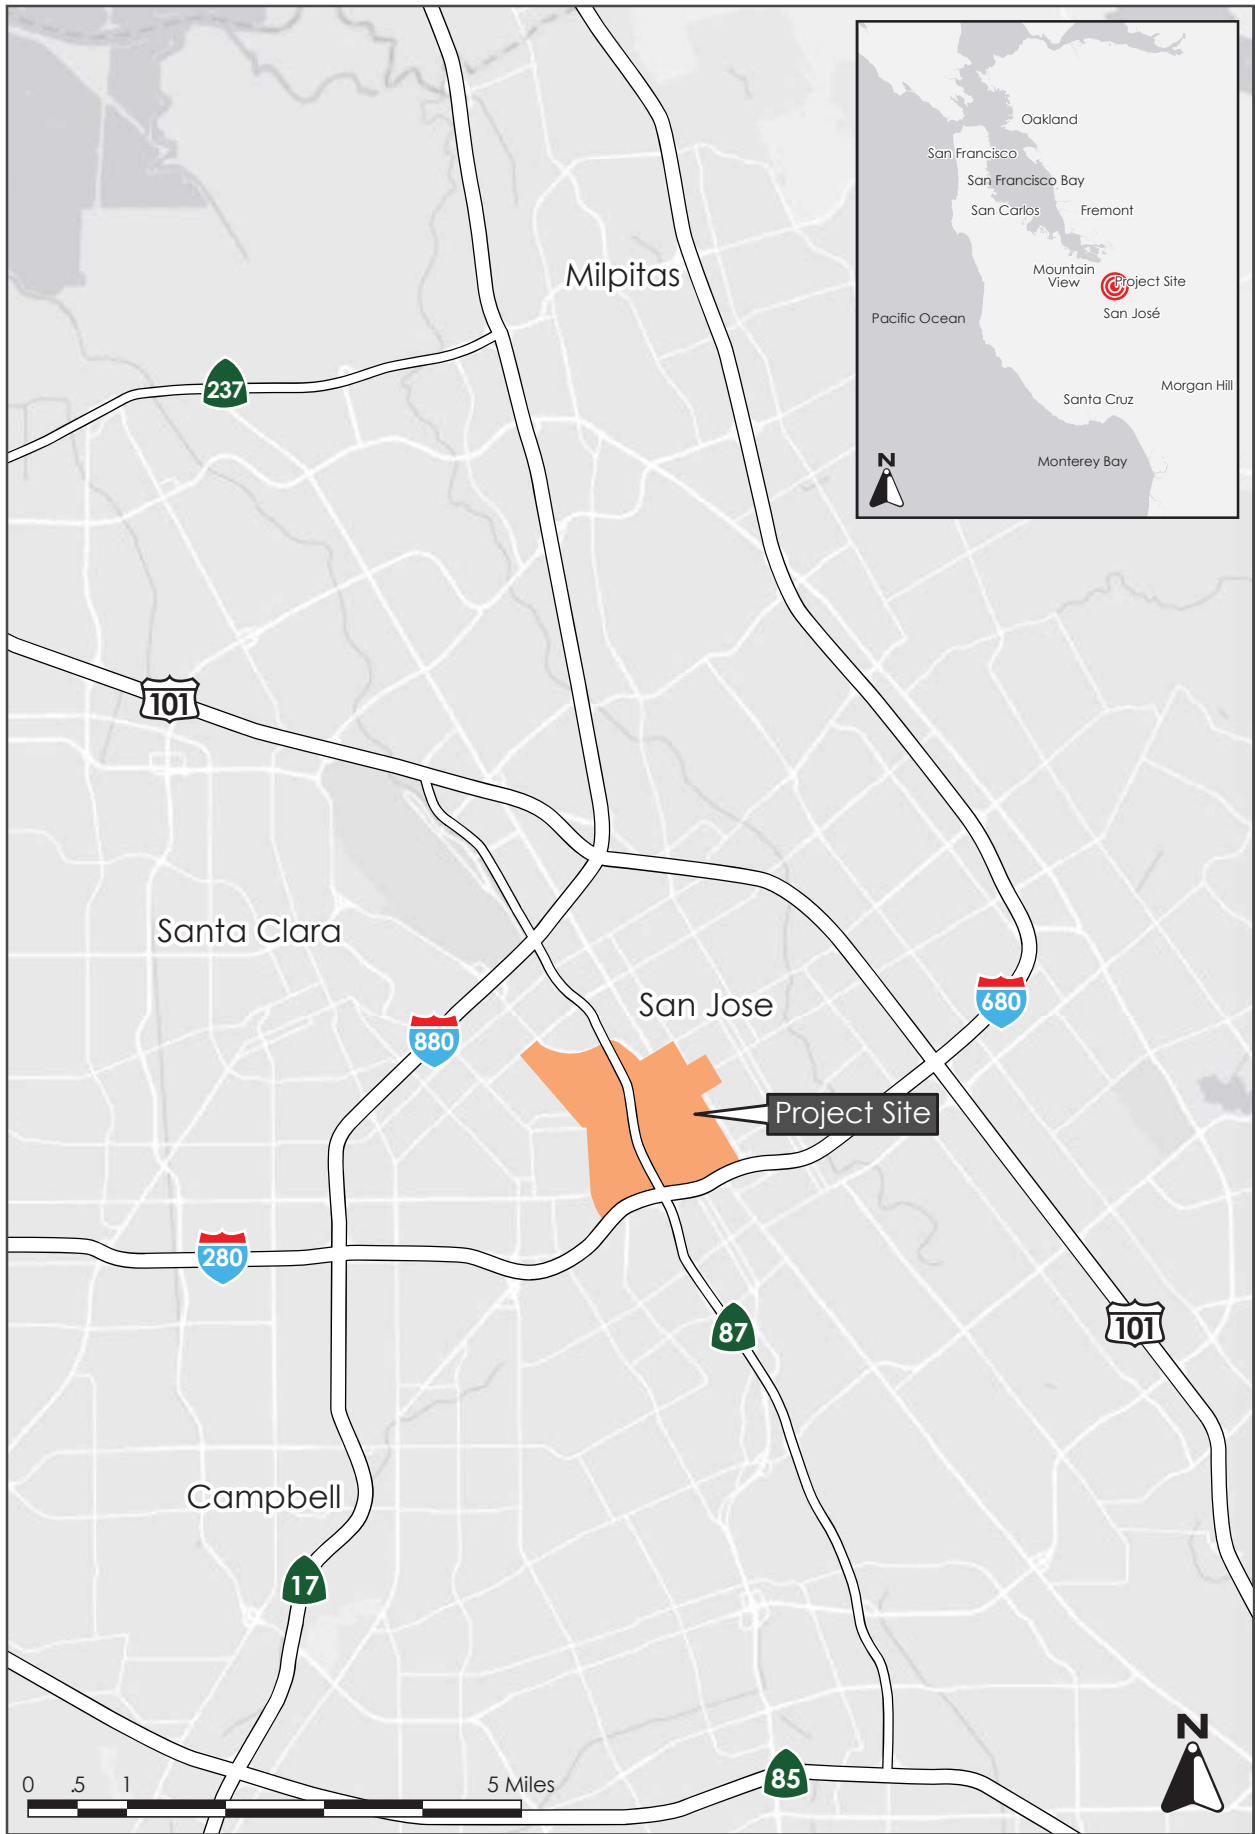 Oakland
San Francisco
San Francisco Bay
San Carlos
Fremont
Mountain
View
Project Site
San José
Pacific Ocean
Morgan Hill
Santa Cruz
Monterey Bay
N
Milpitas
237
101
Santa Clara
San Jose
680
880
Project Site
280
87
101
Campbell
17
N
85
0 .5 1 5 Miles